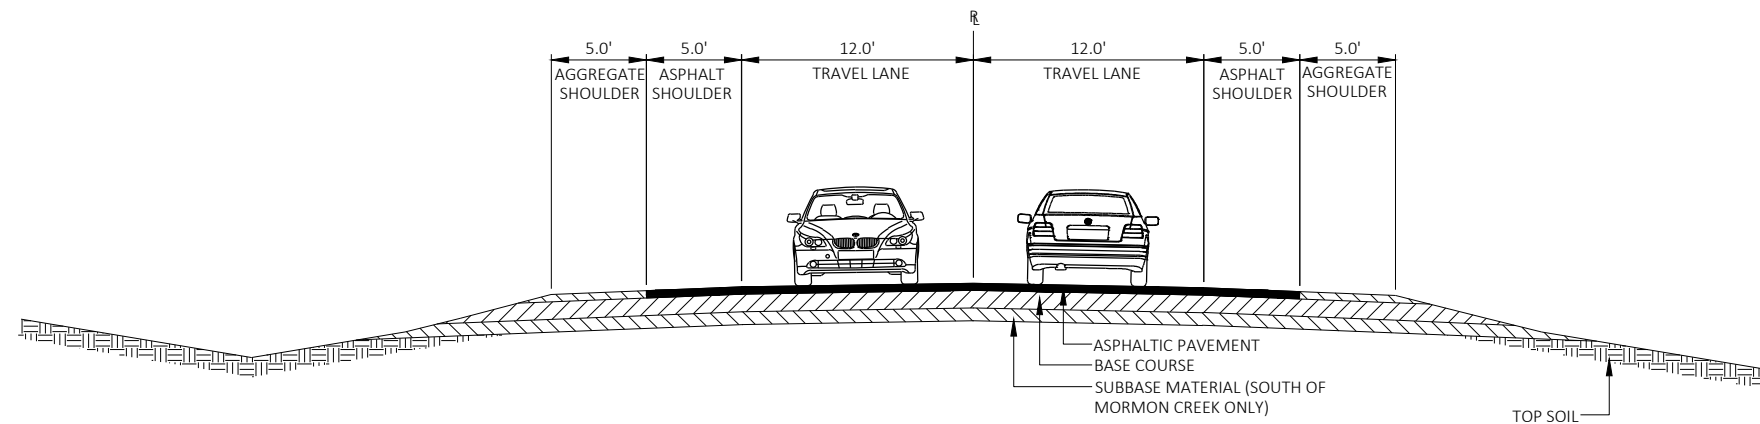 RL
5.0' 5.0' 12.0' 12.0' 5.0' 5.0'
AGGREGATE SHOULDER
ASPHALT SHOULDER
TRAVEL LANE
TRAVEL LANE
ASPHALT SHOULDER
AGGREGATE SHOULDER
ASPHALTIC PAVEMENT
BASE COURSE
SUBBASE MATERIAL (SOUTH OF
MORMON CREEK ONLY)
TOP SOIL